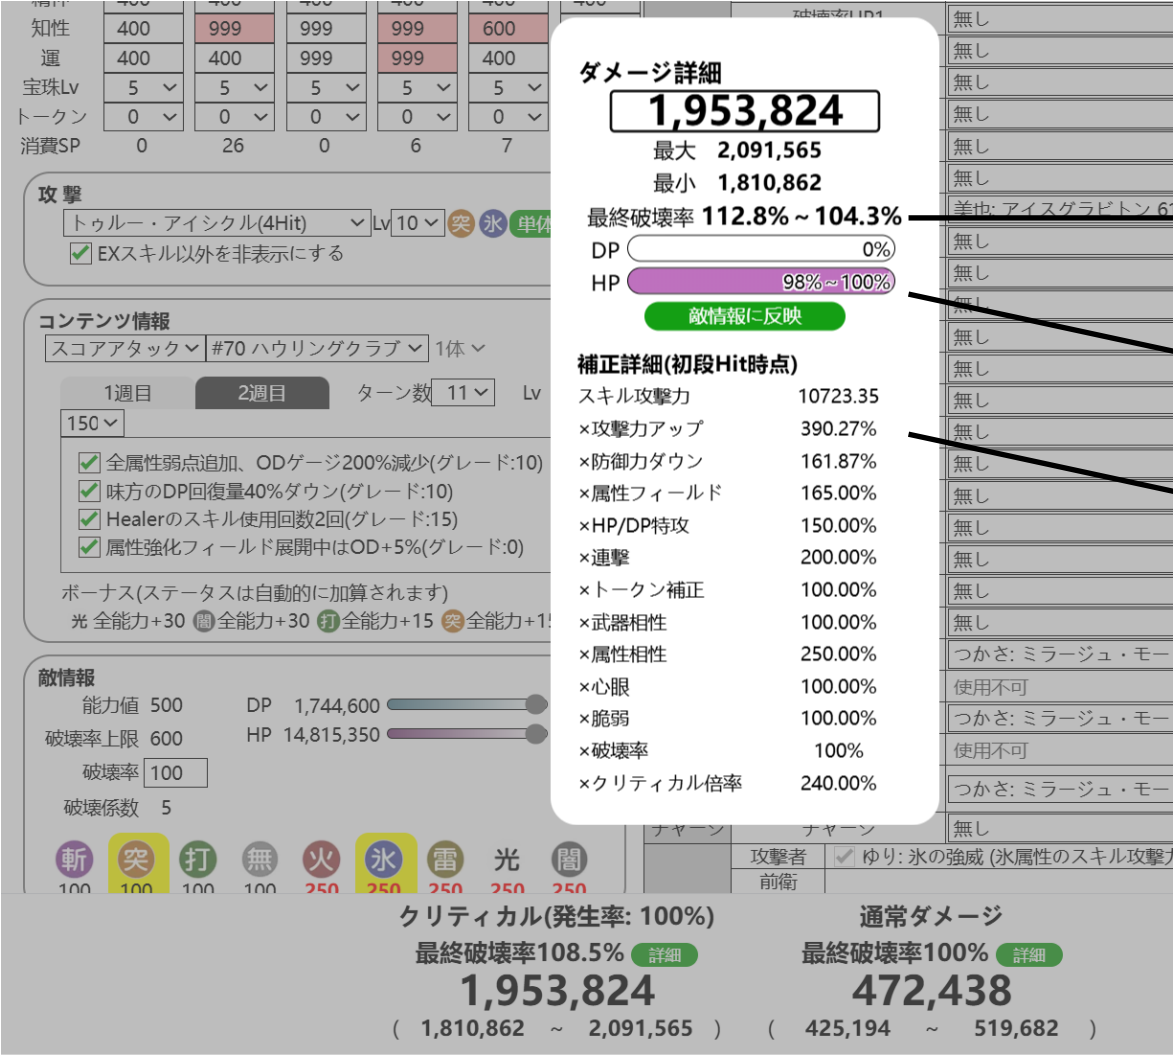 知性 400 999 999 999 600
運 400 400 999 999 400
宝珠Lv 5 5 5 5 5
トークン 0 0 0 0 0
消費SP 0 26 0 6 7
攻撃
トゥルー・アイシクル(4Hit) Lv 10 突 氷 単体
EXスキル以外を非表示にする
コンテンツ情報
スコアアタック #70 ハウリングクラブ 1体
1週目 2週目 ターン数 11 Lv
150
全属性弱点追加、ODゲージ200%減少(グレード:10)
味方のDP回復量40%ダウン(グレード:10)
Healerのスキル使用回数2回(グレード:15)
属性強化フィールド展開中はOD+5%(グレード:0)
ボーナス(ステータスは自動的に加算されます)
光 全能力+30 闇 全能力+30 打 全能力+15 突 全能力+15
敵情報
能力値 500 DP 1,744,600
破壊率上限 600 HP 14,815,350
破壊率 100
破壊係数 5
斬 突 打 無 火 氷 雷 光 闇
100 100 100 100 250 250 250 250 250
ダメージ詳細
1,953,824
最大 2,091,565
最小 1,810,862
最終破壊率 112.8%~104.3%
DP 0%
HP 98%~100%
敵情報に反映
補正詳細(初段Hit時点)
スキル攻撃力 10723.35
×攻撃力アップ 390.27%
×防御力ダウン 161.87%
×属性フィールド 165.00%
×HP/DP特攻 150.00%
×連撃 200.00%
×トークン補正 100.00%
×武器相性 100.00%
×属性相性 250.00%
×心眼 100.00%
×脆弱 100.00%
×破壊率 100%
×クリティカル倍率 240.00%
破壊率UP1 無し
無し
無し
無し
無し
無し
美也: アイスグラビトン 6
無し
無し
無し
無し
無し
無し
無し
無し
無し
無し
無し
無し
無し
つかさ: ミラージュ・モー
使用不可
つかさ: ミラージュ・モー
使用不可
つかさ: ミラージュ・モー
チャージ チャージ 無し
攻撃者 ゆり: 氷の強威 (氷属性のスキル攻撃力
前衛
クリティカル(発生率: 100%)
最終破壊率108.5% 詳細
1,953,824
( 1,810,862 ~ 2,091,565 )
通常ダメージ
最終破壊率100% 詳細
472,438
( 425,194 ~ 519,682 )